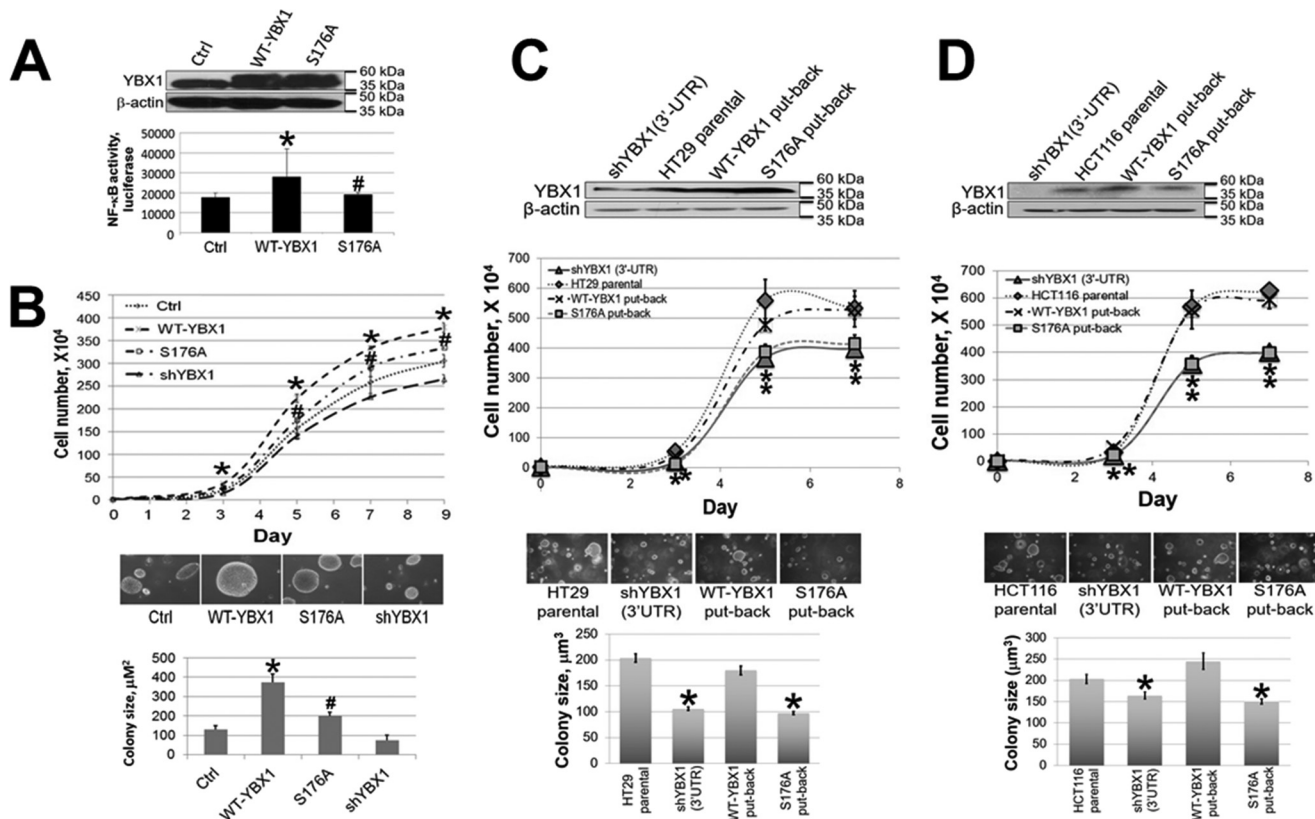 A
Ctrl
WT-YBX1
S176A
YBX1
60 kDa
35 kDa
β-actin
50 kDa
35 kDa
NF-κB activity,
luciferase
50000
40000
30000
20000
10000
0
*
#
Ctrl
WT-YBX1
S176A
B
Cell number, X10⁴
450
400
350
300
250
200
150
100
50
0
Ctrl
WT-YBX1
S176A
shYBX1
*
*
#
*
#
*
#
0 1 2 3 4 5 6 7 8 9
Day
Ctrl
WT-YBX1
S176A
shYBX1
Colony size, µM²
500
400
300
200
100
0
*
#
Ctrl
WT-YBX1
S176A
shYBX1
C
shYBX1(3'-UTR)
HT29 parental
WT-YBX1 put-back
S176A put-back
YBX1
60 kDa
35 kDa
β-actin
50 kDa
35 kDa
Cell number, X 10⁴
700
600
500
400
300
200
100
0
shYBX1 (3'-UTR)
HT29 parental
WT-YBX1 put-back
S176A put-back
**
*
*
*
*
0 2 4 6 8
Day
HT29
parental
shYBX1
(3'UTR)
WT-YBX1
put-back
S176A
put-back
Colony size, µm³
250
200
150
100
50
0
*
*
HT29
parental
shYBX1
(3'UTR)
WT-YBX1
put-back
S176A
put-back
D
shYBX1(3'-UTR)
HCT116 parental
WT-YBX1 put-back
S176A put-back
YBX1
60 kDa
35 kDa
β-actin
50 kDa
35 kDa
Cell number, X 10⁴
700
600
500
400
300
200
100
0
shYBX1 (3'-UTR)
HCT116 parental
WT-YBX1 put-back
S176A put-back
* *
*
*
*
*
0 2 4 6 8
Day
HCT116
parental
shYBX1
(3'UTR)
WT-YBX1
put-back
S176A
put-back
Colony size (µm³)
300
250
200
150
100
50
0
*
*
HCT116
parental
shYBX1
(3'UTR)
WT-YBX1
put-back
S176A
put-back